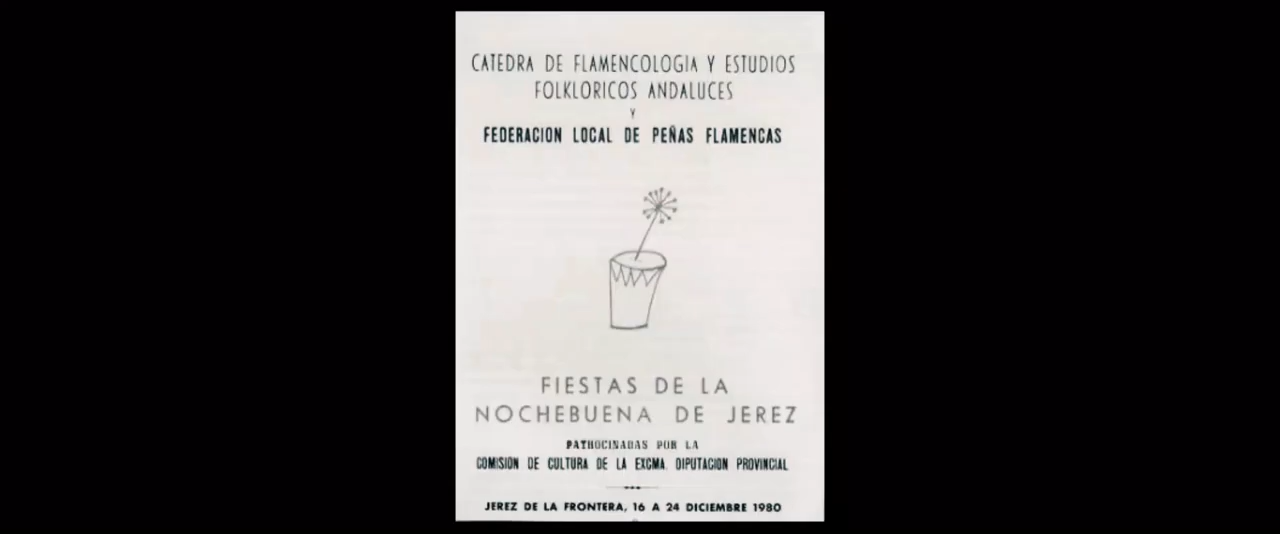 CATEDRA DE FLAMENCOLOGIA Y ESTUDIOS
FOLKLORICOS ANDALUCES
Y
FEDERACION LOCAL DE PEÑAS FLAMENCAS
FIESTAS DE LA
NOCHEBUENA DE JEREZ
PATROCINADAS POR LA
COMISION DE CULTURA DE LA EXCMA. DIPUTACION PROVINCIAL
JEREZ DE LA FRONTERA, 16 A 24 DICIEMBRE 1980